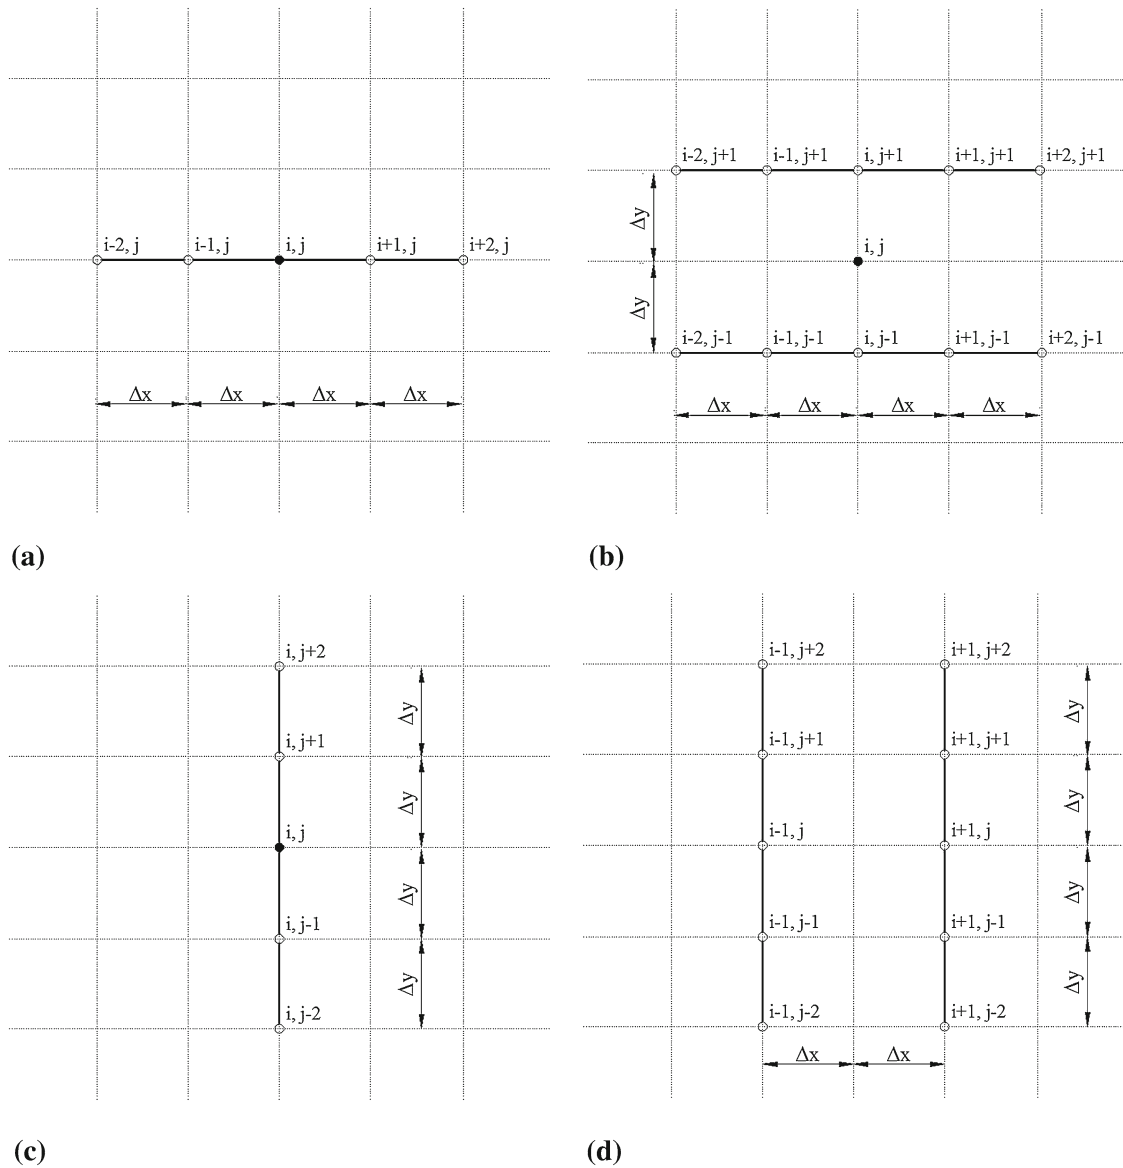 i-2, j i-1, j i, j i+1, j i+2, j
Δx Δx Δx Δx
(a)
i-2, j+1 i-1, j+1 i, j+1 i+1, j+1 i+2, j+1
Δy
i, j
Δy
i-2, j-1 i-1, j-1 i, j-1 i+1, j-1 i+2, j-1
Δx Δx Δx Δx
(b)
i, j+2
Δy
i, j+1
Δy
i, j
Δy
i, j-1
Δy
i, j-2
(c)
i-1, j+2 i+1, j+2
Δy
i-1, j+1 i+1, j+1
Δy
i-1, j i+1, j
Δy
i-1, j-1 i+1, j-1
Δy
i-1, j-2 i+1, j-2
Δx Δx
(d)